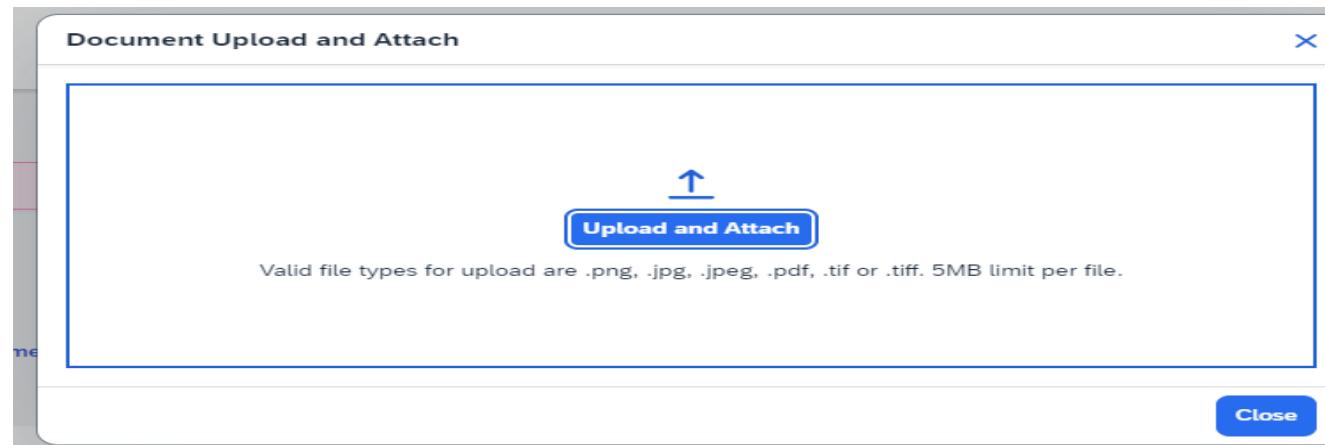 Document Upload and Attach
Upload and Attach
Valid file types for upload are .png, .jpg, .jpeg, .pdf, .tif or .tiff. 5MB limit per file.
me
Close